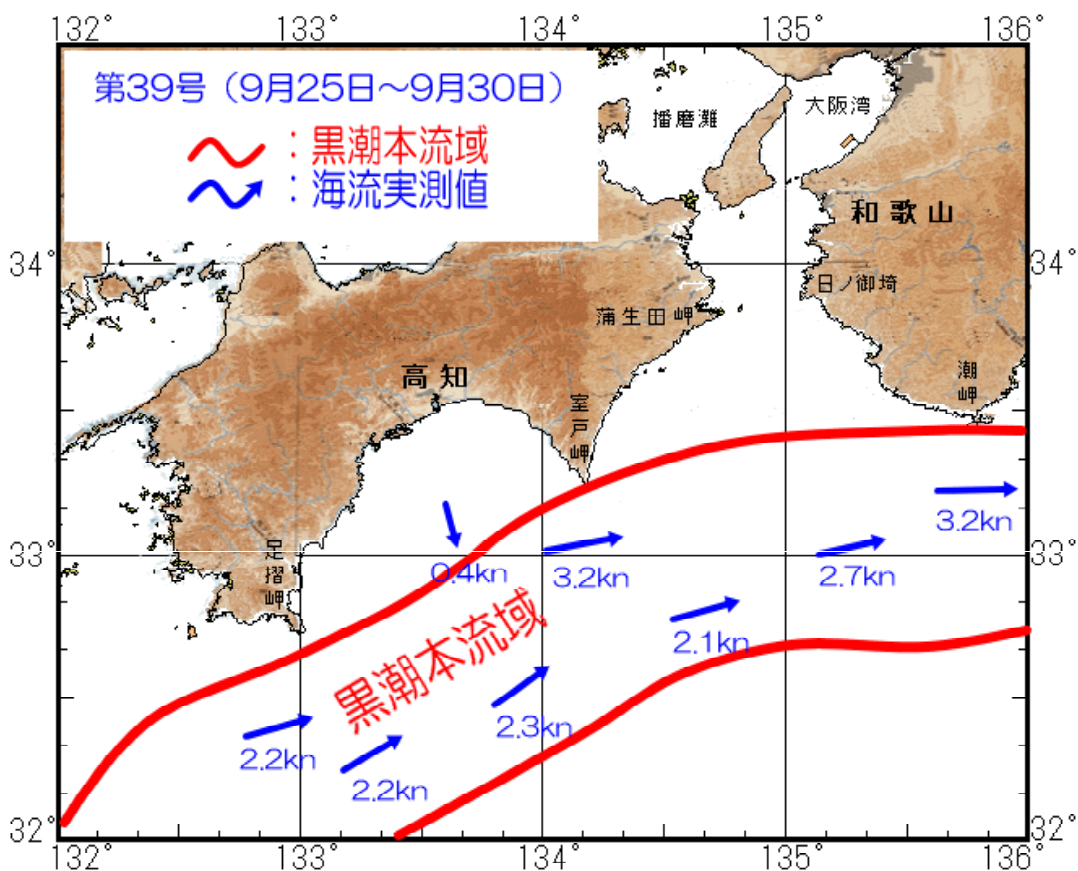 132° 133° 134° 135° 136°
第39号（9月25日～9月30日）
：黒潮本流域
：海流実測値
播磨灘
大阪湾
和歌山
34° 34°
日ノ御埼
蒲生田岬
高知
潮岬
室戸岬
3.2kn
33° 33°
足摺岬
0.4kn
3.2kn
2.7kn
黒潮本流域
2.1kn
2.3kn
2.2kn
2.2kn
32° 32°
132° 133° 134° 135° 136°